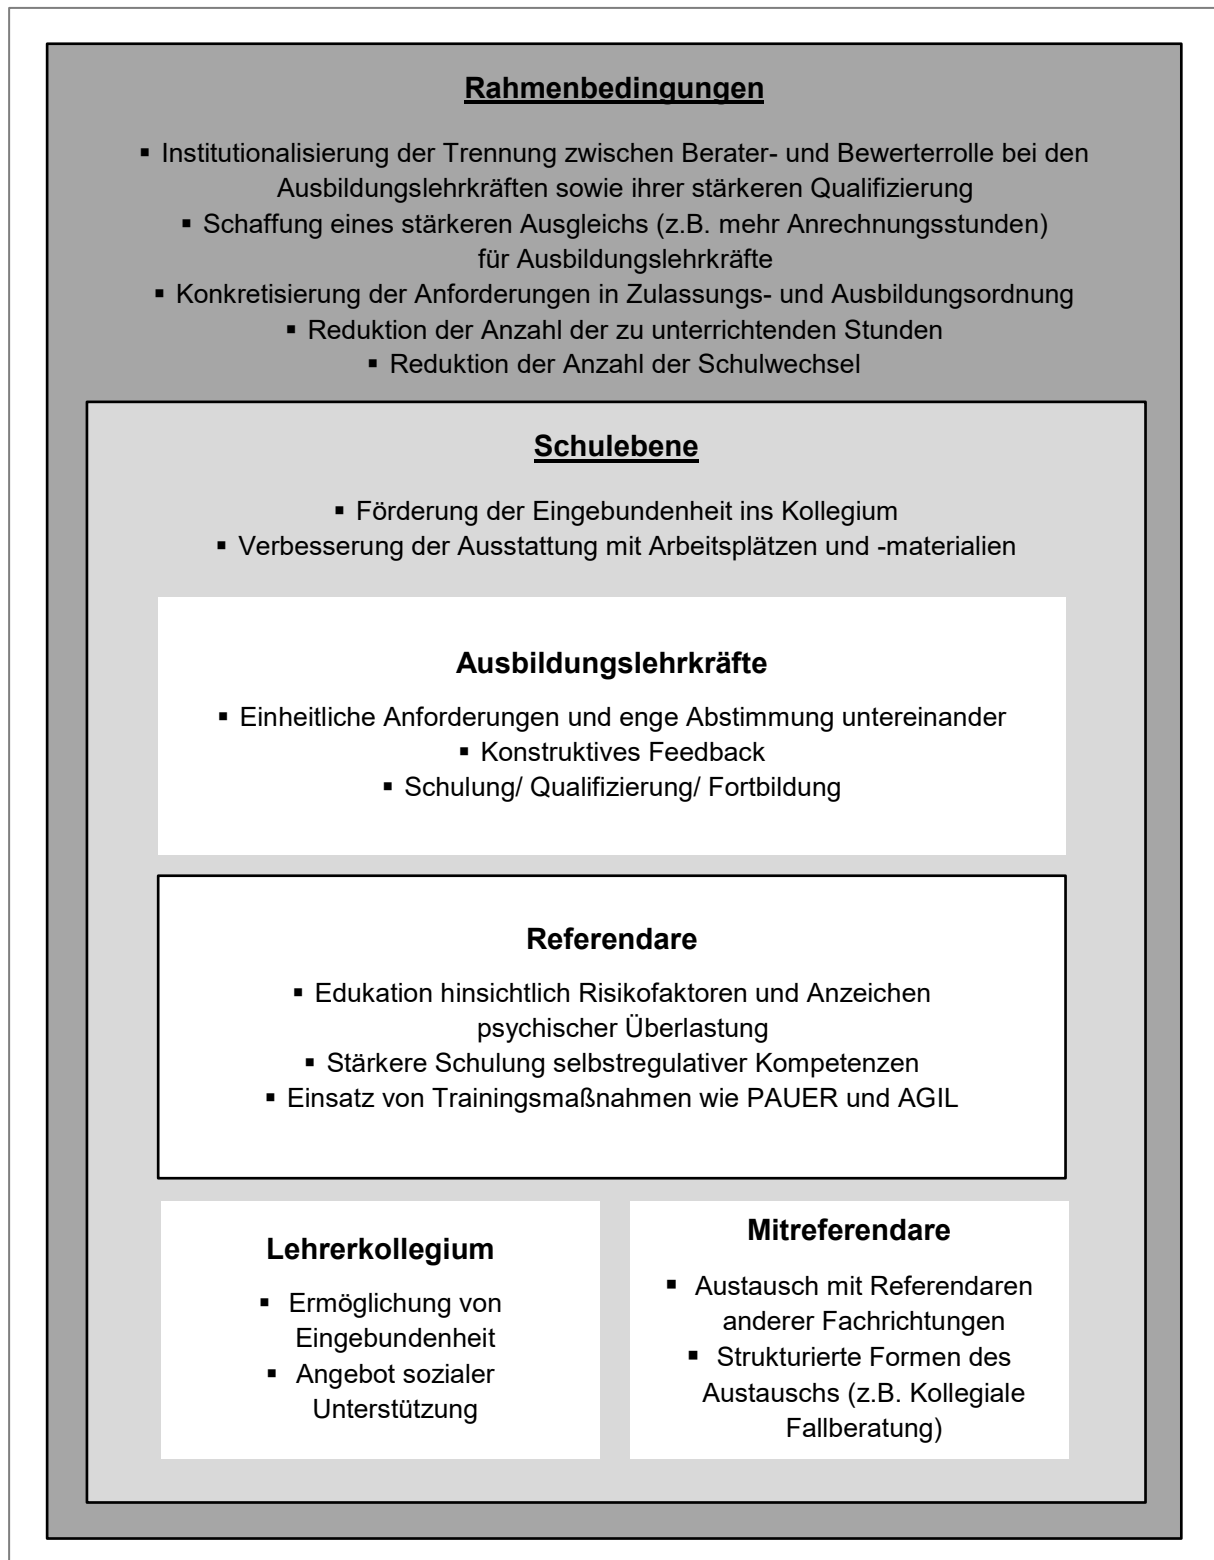 Rahmenbedingungen
▪ Institutionalisierung der Trennung zwischen Berater- und Bewerterrolle bei den
Ausbildungslehrkräften sowie ihrer stärkeren Qualifizierung
▪ Schaffung eines stärkeren Ausgleichs (z.B. mehr Anrechnungsstunden)
für Ausbildungslehrkräfte
▪ Konkretisierung der Anforderungen in Zulassungs- und Ausbildungsordnung
▪ Reduktion der Anzahl der zu unterrichtenden Stunden
▪ Reduktion der Anzahl der Schulwechsel
Schulebene
▪ Förderung der Eingebundenheit ins Kollegium
▪ Verbesserung der Ausstattung mit Arbeitsplätzen und -materialien
Ausbildungslehrkräfte
▪ Einheitliche Anforderungen und enge Abstimmung untereinander
▪ Konstruktives Feedback
▪ Schulung/ Qualifizierung/ Fortbildung
Referendare
▪ Edukation hinsichtlich Risikofaktoren und Anzeichen
psychischer Überlastung
▪ Stärkere Schulung selbstregulativer Kompetenzen
▪ Einsatz von Trainingsmaßnahmen wie PAUER und AGIL
Lehrerkollegium
▪ Ermöglichung von
Eingebundenheit
▪ Angebot sozialer
Unterstützung
Mitreferendare
▪ Austausch mit Referendaren
anderer Fachrichtungen
▪ Strukturierte Formen des
Austauschs (z.B. Kollegiale
Fallberatung)